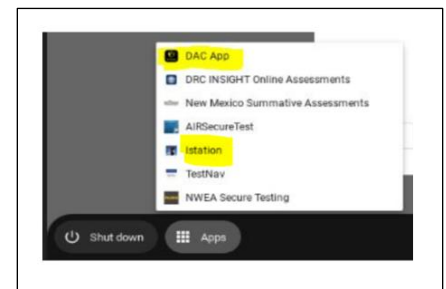 DAC App
DRC INSIGHT Online Assessments
New Mexico Summative Assessments
AIRSecureTest
Istation
TestNav
NWEA Secure Testing
Shut down Apps